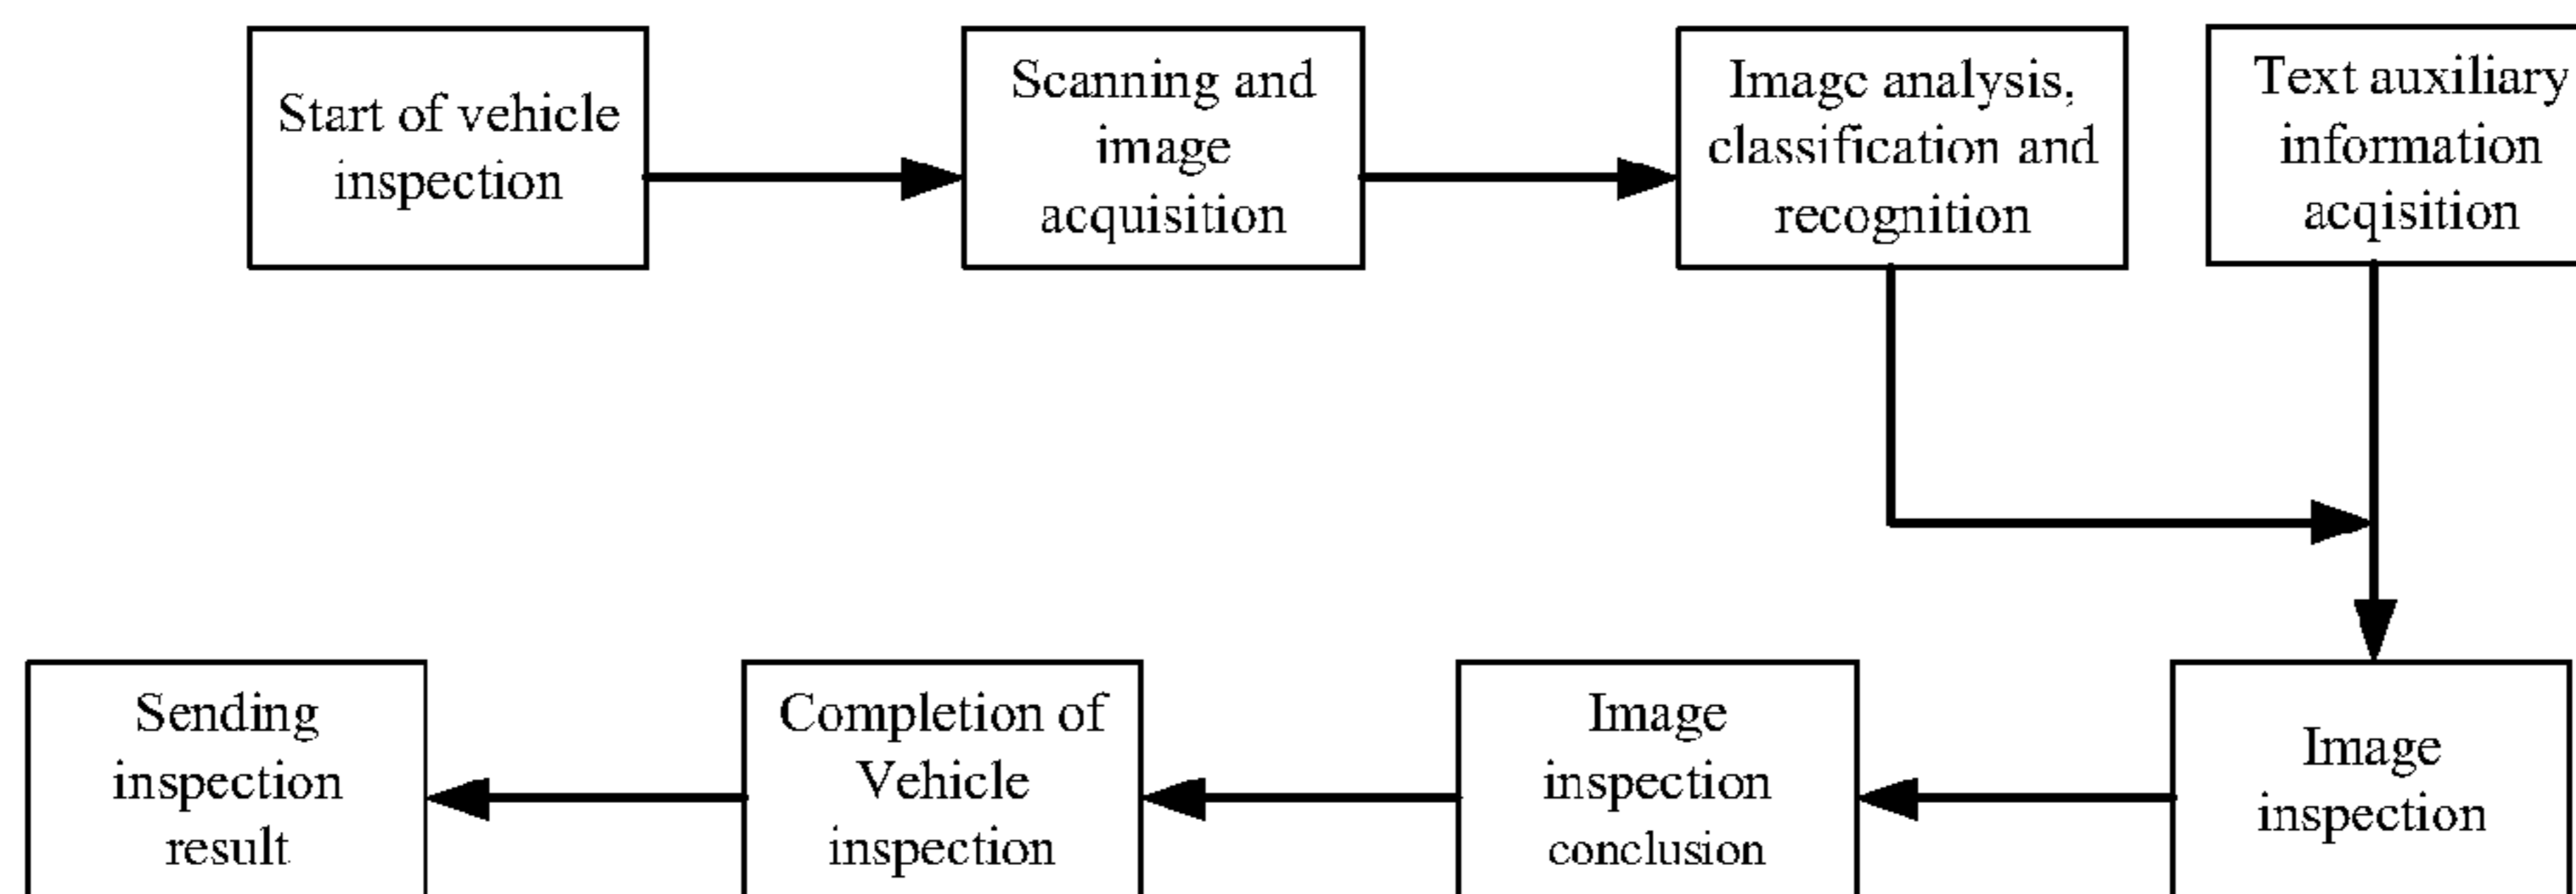 Start of vehicle
inspection
Scanning and
image
acquisition
Image analysis,
classification and
recognition
Text auxiliary
information
acqisition
Sending
inspection
result
Completion of
Vehicle
inspection
Image
inspection
conclusion
Image
inspection